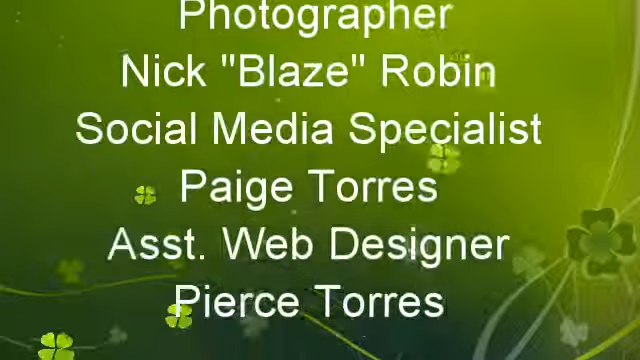 Photographer
Nick "Blaze" Robin
Social Media Specialist
Paige Torres
Asst. Web Designer
Pierce Torres